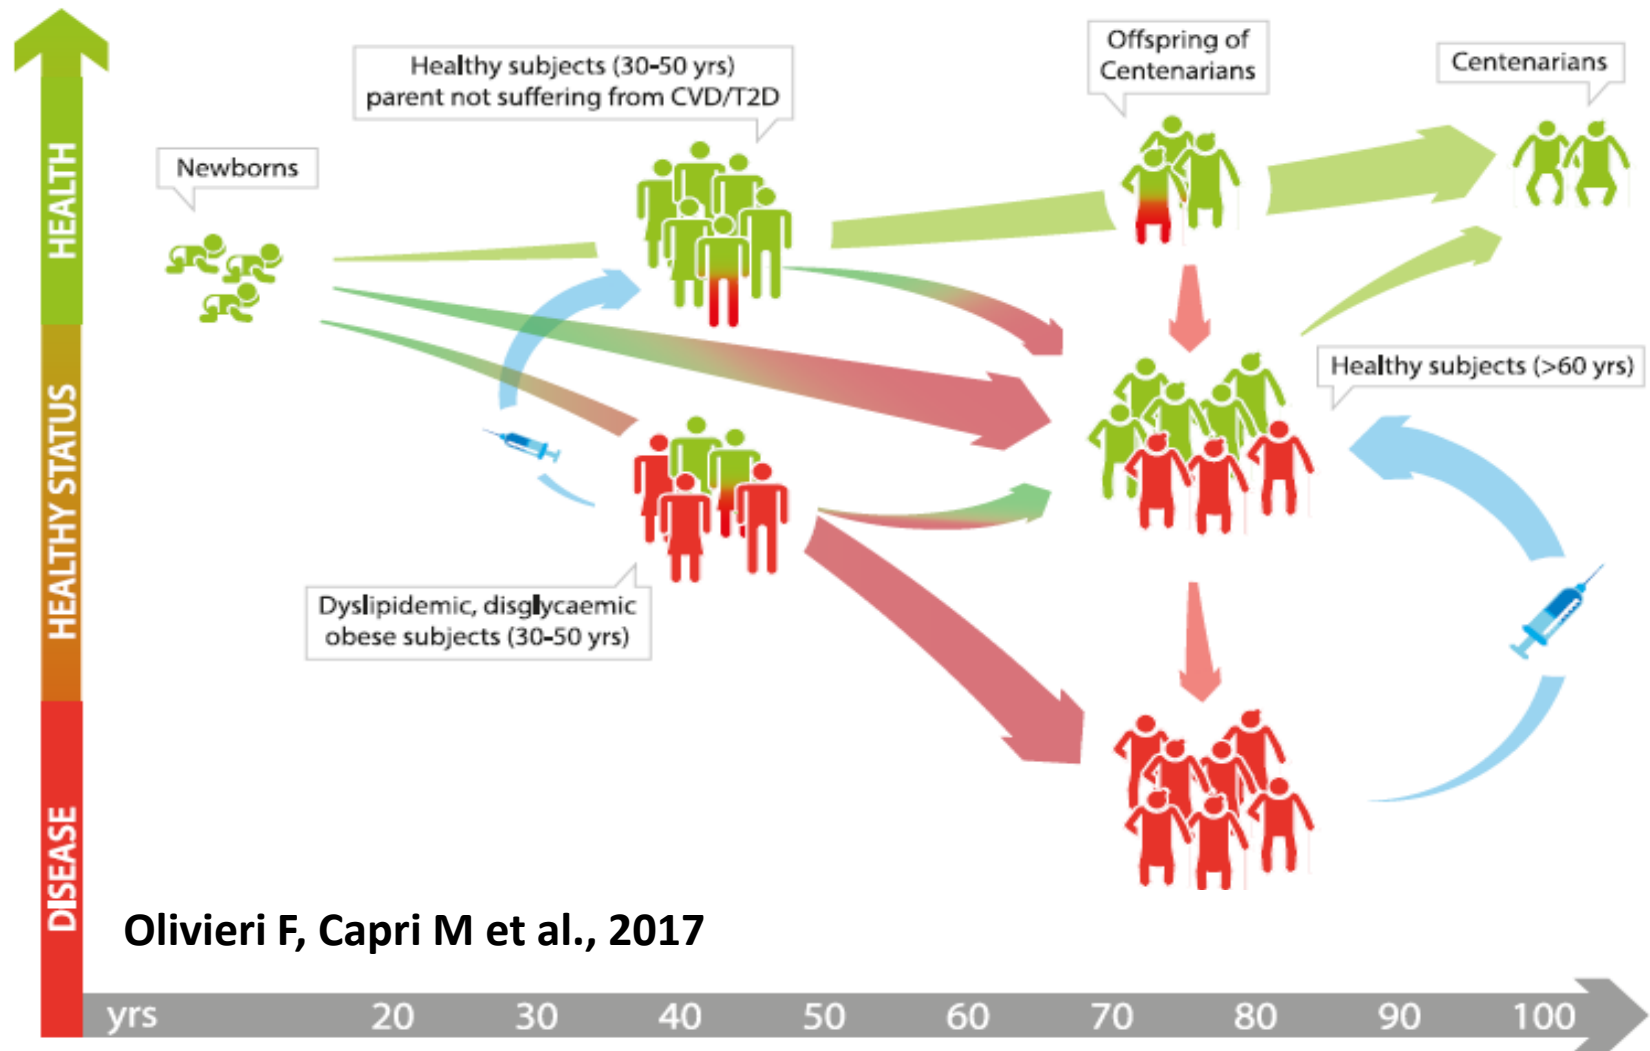 HEALTH
HEALTHY STATUS
DISEASE
Newborns
Healthy subjects (30-50 yrs)
parent not suffering from CVD/T2D
Offspring of
Centenarians
Centenarians
Healthy subjects (>60 yrs)
Dyslipidemic, disglycaemic
obese subjects (30-50 yrs)
Olivieri F, Capri M et al., 2017
yrs 20 30 40 50 60 70 80 90 100